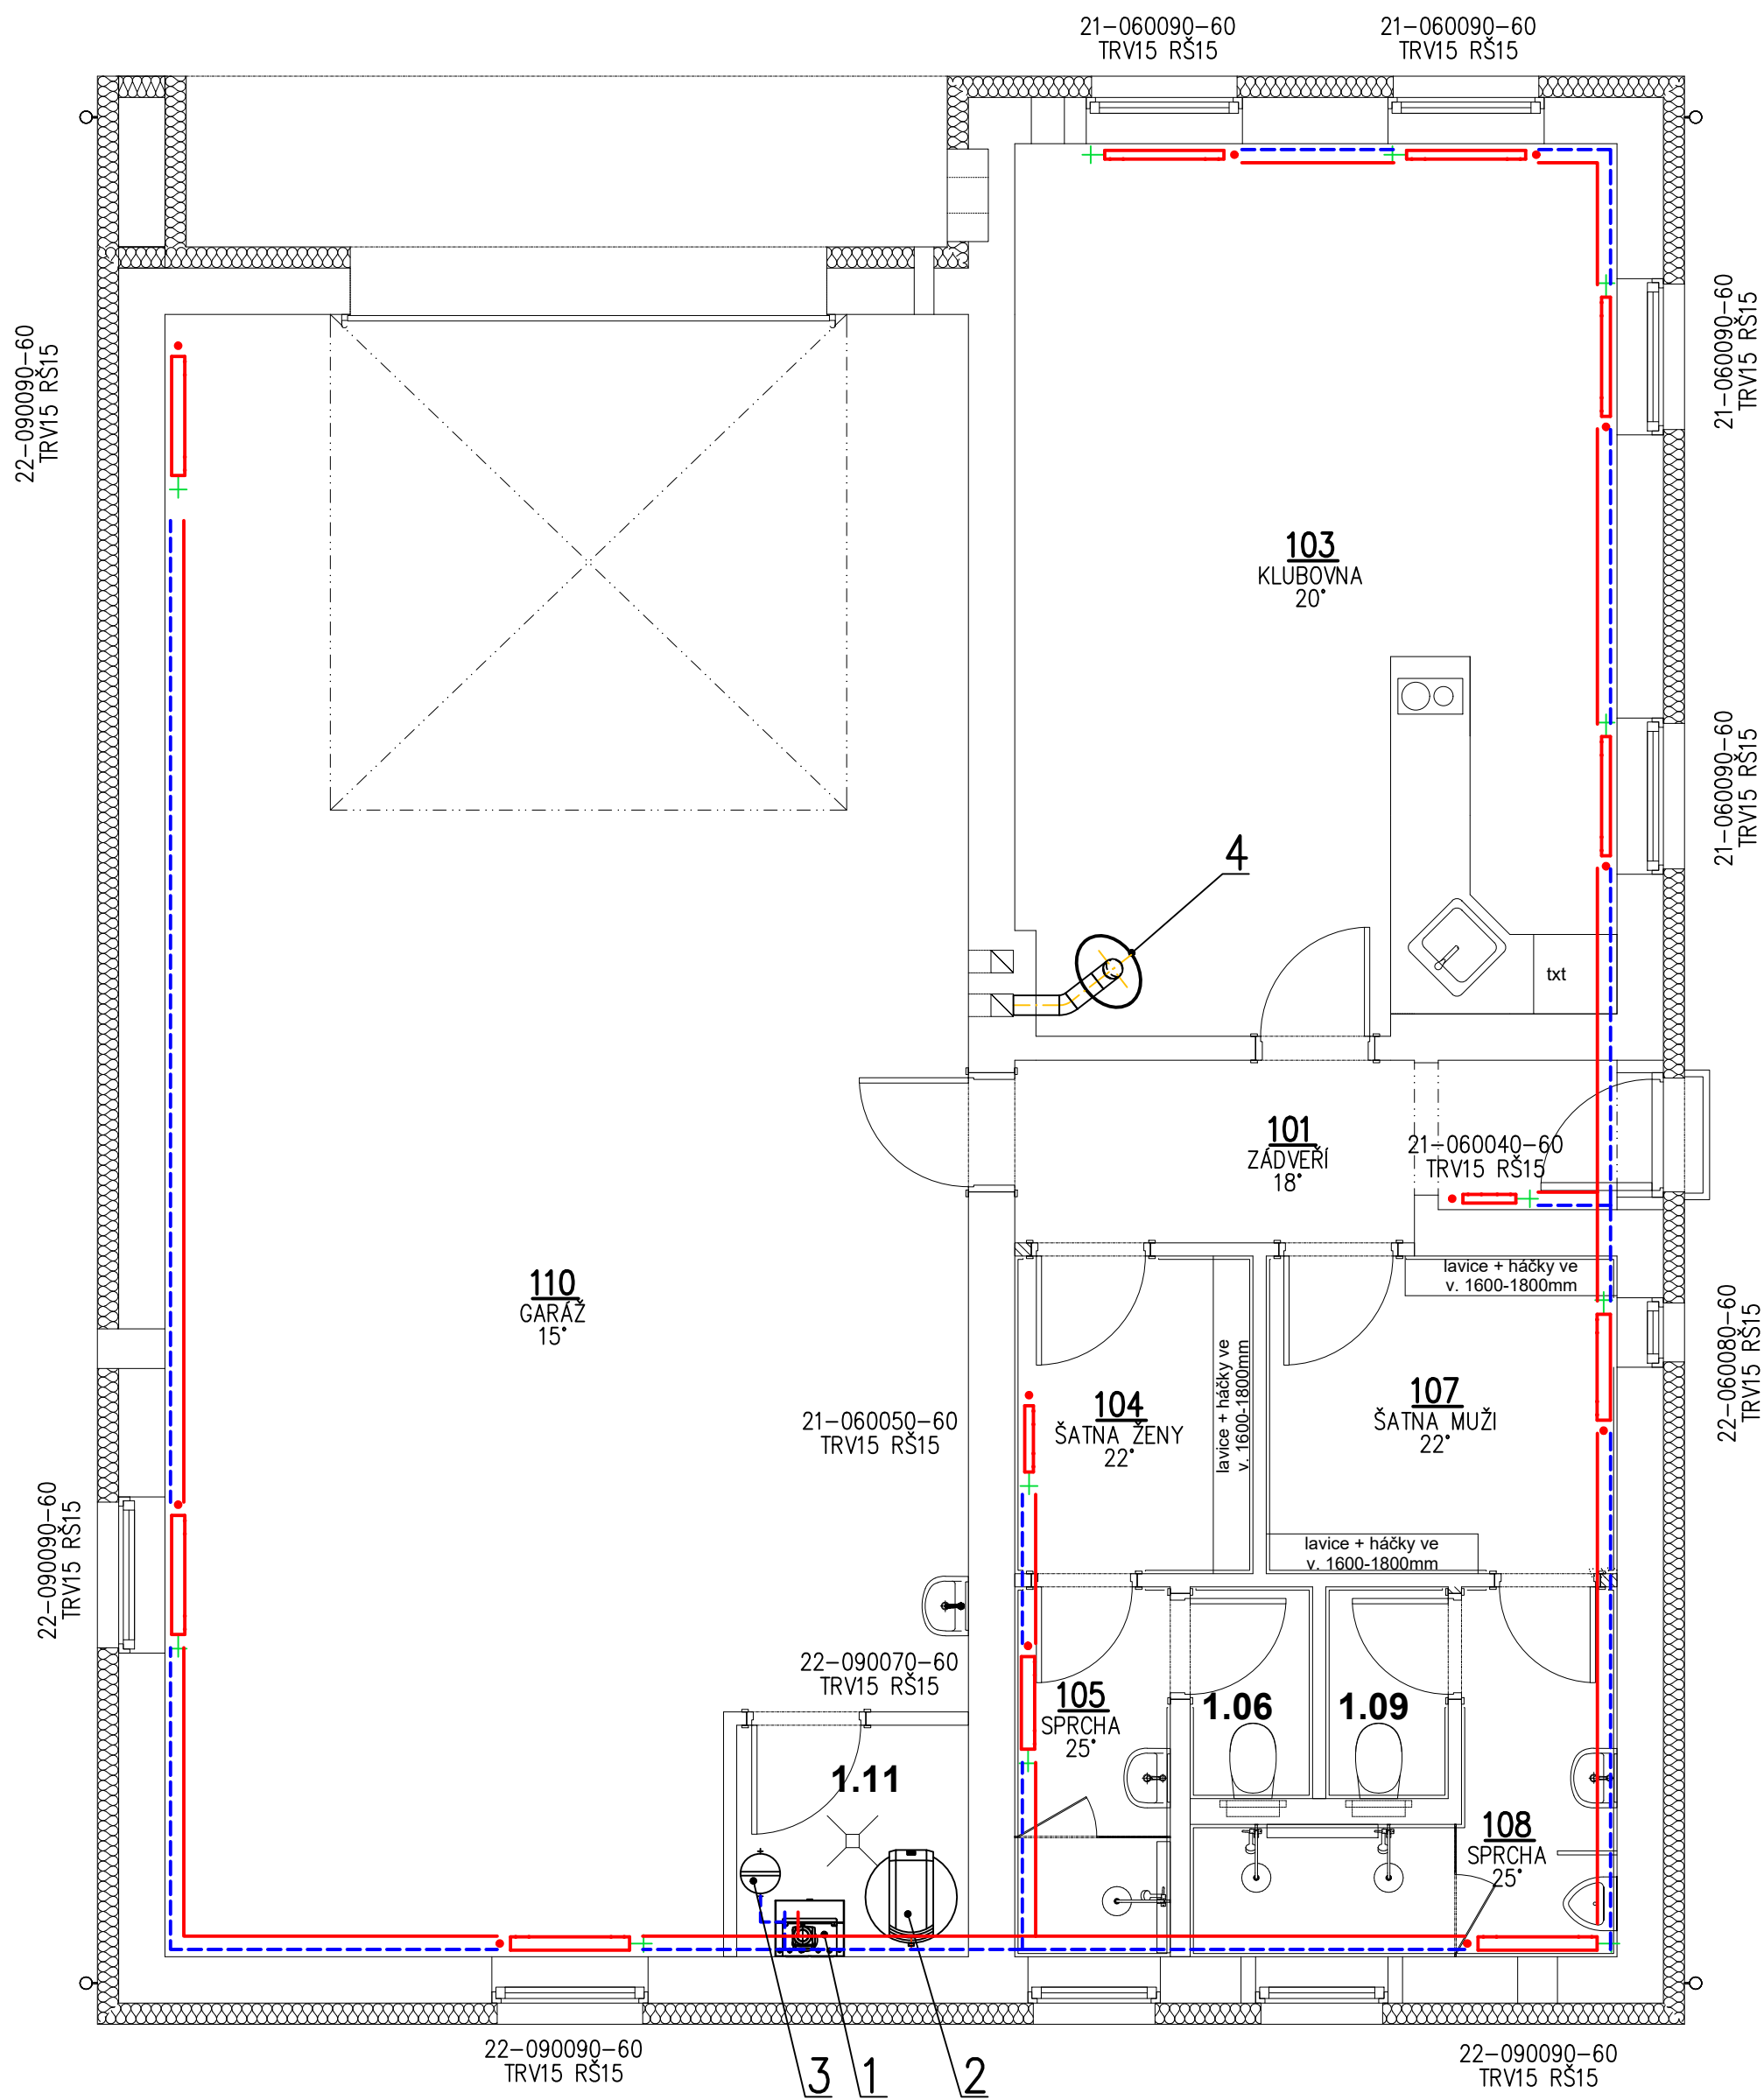 21-060090-60
TRV15 RŠ15
21-060090-60
TRV15 RŠ15
22-090090-60
TRV15 RŠ15
21-060090-60
TRV15 RŠ15
103
KLUBOVNA
20°
21-060090-60
TRV15 RŠ15
4
txt
101
ZÁDVEŘÍ
18°
21-060040-60
TRV15 RŠ15
110
GARÁŽ
15°
lavice + háčky ve
v. 1600-1800mm
22-060080-60
TRV15 RŠ15
lavice + háčky ve
v. 1600-1800mm
104
ŠATNA ŽENY
22°
107
ŠATNA MUŽI
22°
21-060050-60
TRV15 RŠ15
22-090090-60
TRV15 RŠ15
lavice + háčky ve
v. 1600-1800mm
22-090070-60
TRV15 RŠ15
105
SPRCHA
25°
1.06
1.09
1.11
108
SPRCHA
25°
22-090090-60
TRV15 RŠ15
3
1
2
22-090090-60
TRV15 RŠ15